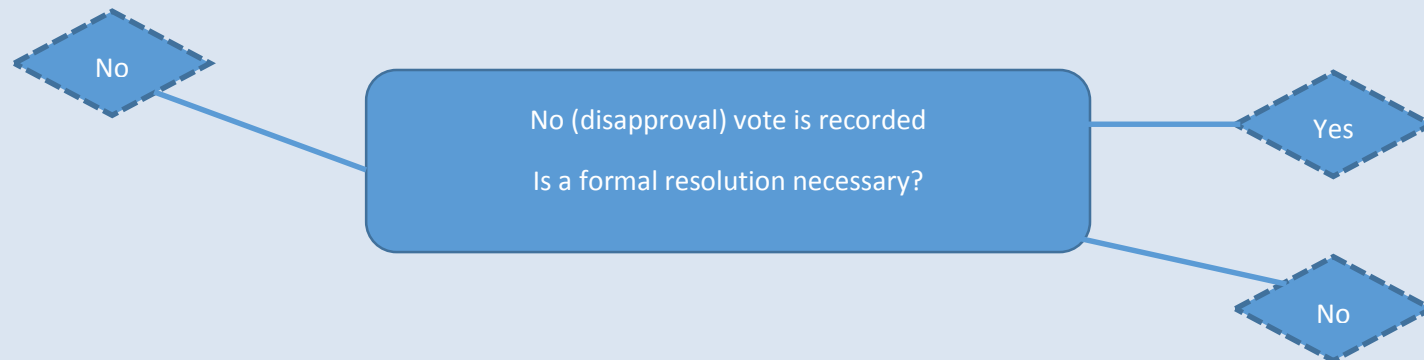 No
No (disapproval) vote is recorded
Is a formal resolution necessary?
Yes
No